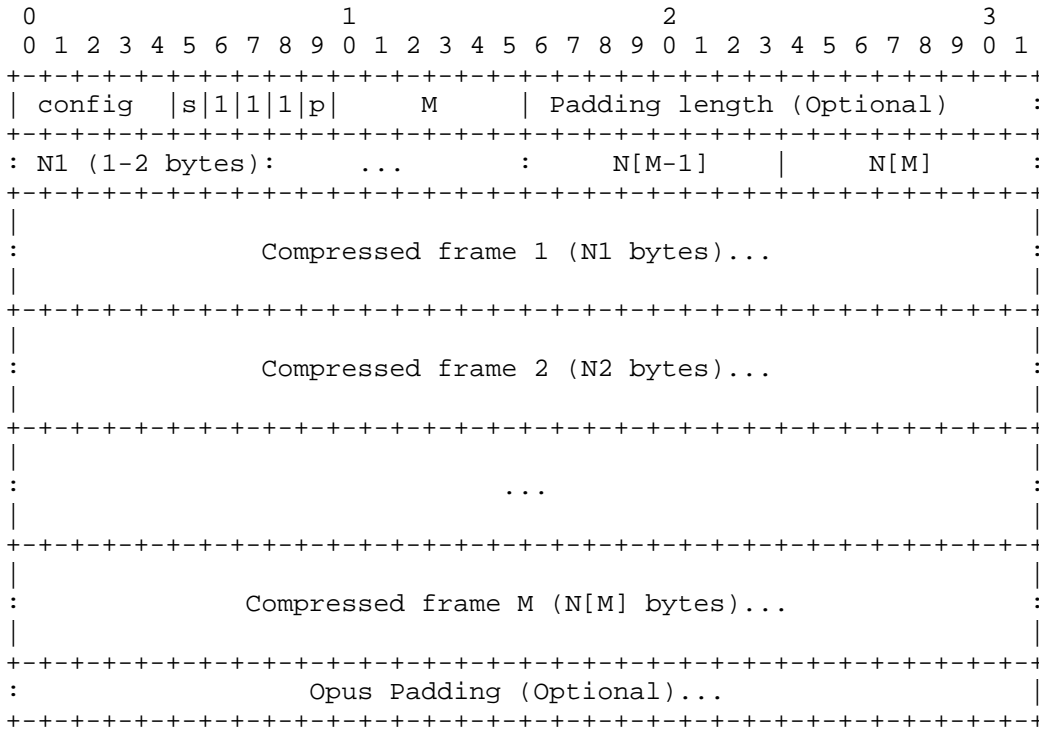 0                   1                   2                   3
 0 1 2 3 4 5 6 7 8 9 0 1 2 3 4 5 6 7 8 9 0 1 2 3 4 5 6 7 8 9 0 1
+-+-+-+-+-+-+-+-+-+-+-+-+-+-+-+-+-+-+-+-+-+-+-+-+-+-+-+-+-+-+-+-+
| config  |s|1|1|1|p|     M     | Padding length (Optional)     :
+-+-+-+-+-+-+-+-+-+-+-+-+-+-+-+-+-+-+-+-+-+-+-+-+-+-+-+-+-+-+-+-+
: N1 (1-2 bytes):     ...       :     N[M-1]    |     N[M]      :
+-+-+-+-+-+-+-+-+-+-+-+-+-+-+-+-+-+-+-+-+-+-+-+-+-+-+-+-+-+-+-+-+
|                                                               |
:               Compressed frame 1 (N1 bytes)...                :
|                                                               |
+-+-+-+-+-+-+-+-+-+-+-+-+-+-+-+-+-+-+-+-+-+-+-+-+-+-+-+-+-+-+-+-+
|                                                               |
:               Compressed frame 2 (N2 bytes)...                :
|                                                               |
+-+-+-+-+-+-+-+-+-+-+-+-+-+-+-+-+-+-+-+-+-+-+-+-+-+-+-+-+-+-+-+-+
|                                                               |
:                              ...                              :
|                                                               |
+-+-+-+-+-+-+-+-+-+-+-+-+-+-+-+-+-+-+-+-+-+-+-+-+-+-+-+-+-+-+-+-+
|                                                               |
:              Compressed frame M (N[M] bytes)...               :
|                                                               |
+-+-+-+-+-+-+-+-+-+-+-+-+-+-+-+-+-+-+-+-+-+-+-+-+-+-+-+-+-+-+-+-+
:                  Opus Padding (Optional)...                   |
+-+-+-+-+-+-+-+-+-+-+-+-+-+-+-+-+-+-+-+-+-+-+-+-+-+-+-+-+-+-+-+-+